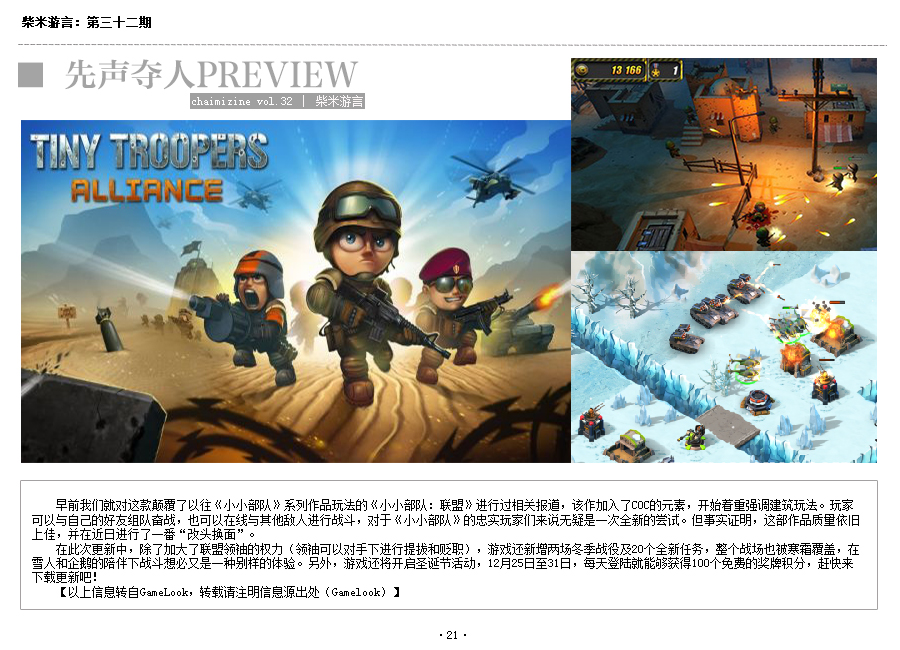 柴米游言：第三十二期
先声夺人PREVIEW
chaimizine vol.32 | 柴米游言
TINY TROOPERS
ALLIANCE
13 166
1
早前我们就对这款颠覆了以往《小小部队》系列作品玩法的《小小部队：联盟》进行过相关报道，该作加入了COC的元素，开始着重强调建筑玩法。玩家
可以与自己的好友组队奋战，也可以在线与其他敌人进行战斗，对于《小小部队》的忠实玩家们来说无疑是一次全新的尝试。但事实证明，这部作品质量依旧
上佳，并在近日进行了一番“改头换面”。
在此次更新中，除了加大了联盟领袖的权力（领袖可以对手下进行提拔和贬职），游戏还新增两场冬季战役及20个全新任务，整个战场也被寒霜覆盖，在
雪人和企鹅的陪伴下战斗想必又是一种别样的体验。另外，游戏还将开启圣诞节活动，12月25日至31日，每天登陆就能够获得100个免费的奖牌积分，赶快来
下载更新吧！
【以上信息转自GameLook，转载请注明信息源出处（Gamelook）】
·21·